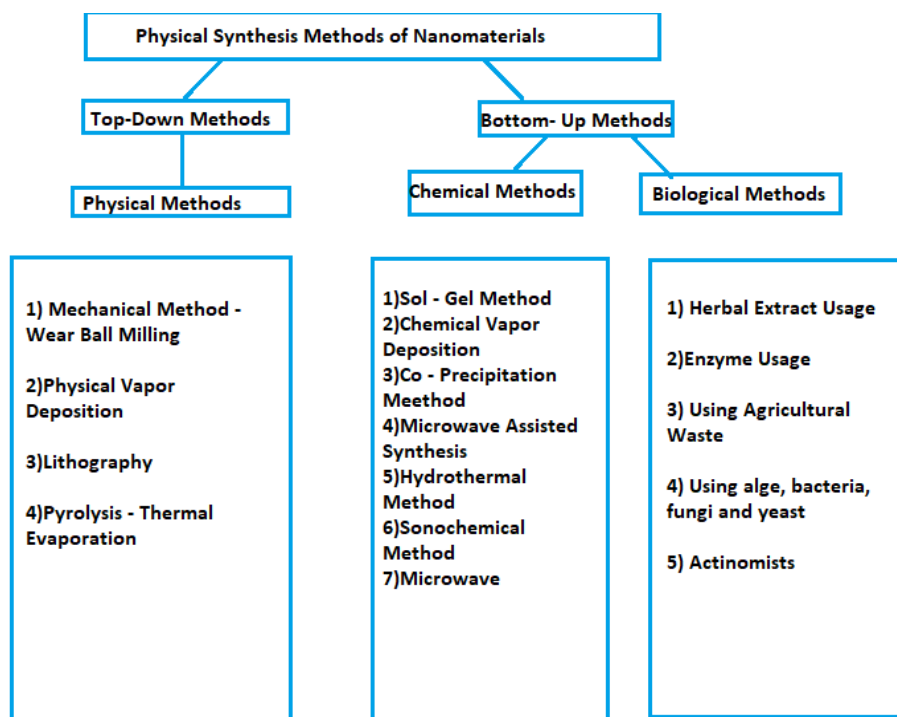 Physical Synthesis Methods of Nanomaterials
Top-Down Methods
Bottom- Up Methods
Physical Methods
Chemical Methods
Biological Methods
1) Mechanical Method -
Wear Ball Milling
2)Physical Vapor
Deposition
3)Lithography
4)Pyrolysis - Thermal
Evaporation
1)Sol - Gel Method
2)Chemical Vapor
Deposition
3)Co - Precipitation
Meethod
4)Microwave Assisted
Synthesis
5)Hydrothermal
Method
6)Sonochemical
Method
7)Microwave
1) Herbal Extract Usage
2)Enzyme Usage
3) Using Agricultural
Waste
4) Using alge, bacteria,
fungi and yeast
5) Actinomists